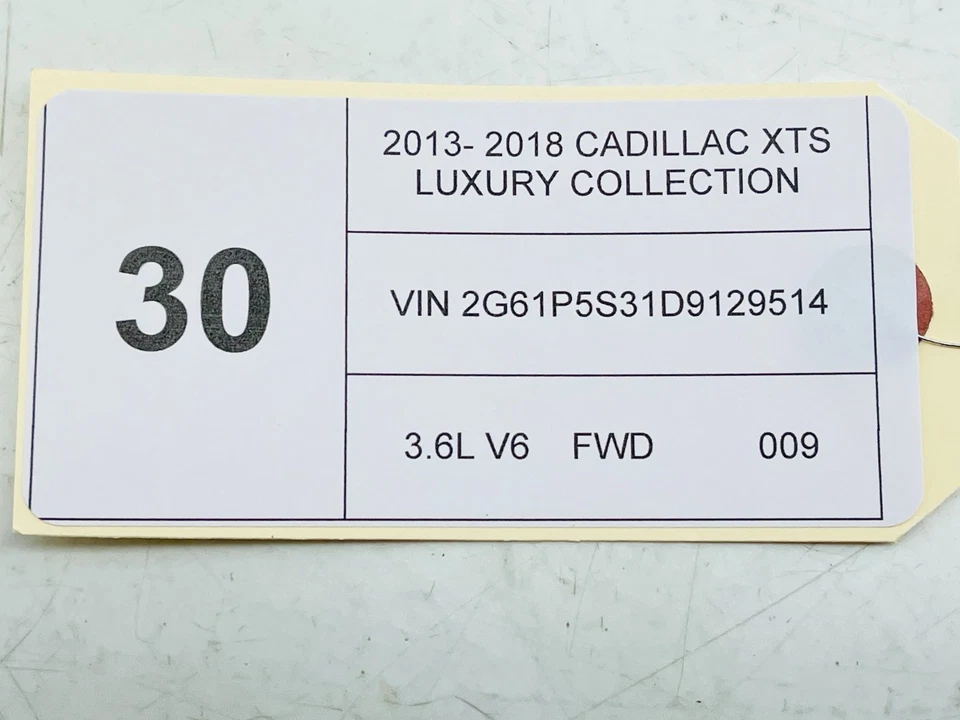 30
2013- 2018 CADILLAC XTS
LUXURY COLLECTION
VIN 2G61P5S31D9129514
3.6L V6 FWD 009